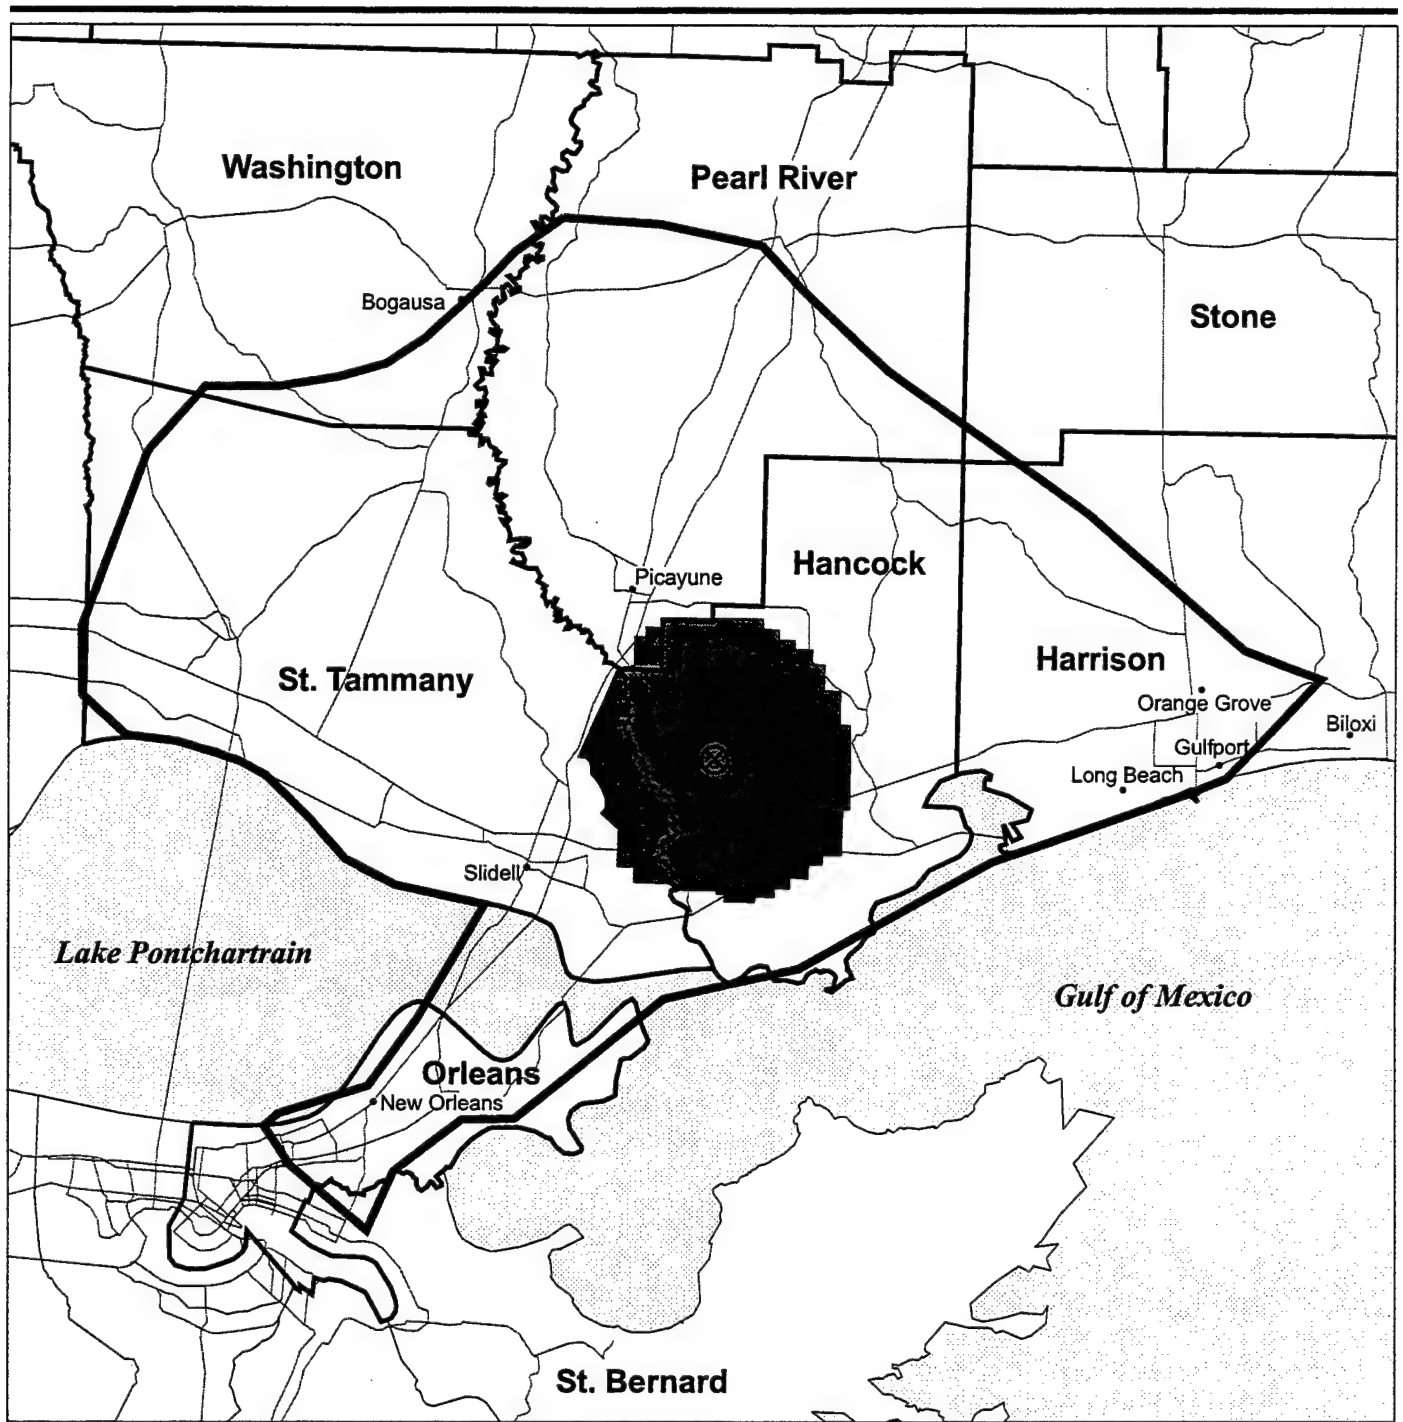 Washington
Pearl River
Bogausa
Stone
Hancock
Picayune
Harrison
St. Tammany
Orange Grove
Biloxi
Gulfport
Long Beach
Slidell
Lake Pontchartrain
Gulf of Mexico
Orleans
New Orleans
St. Bernard